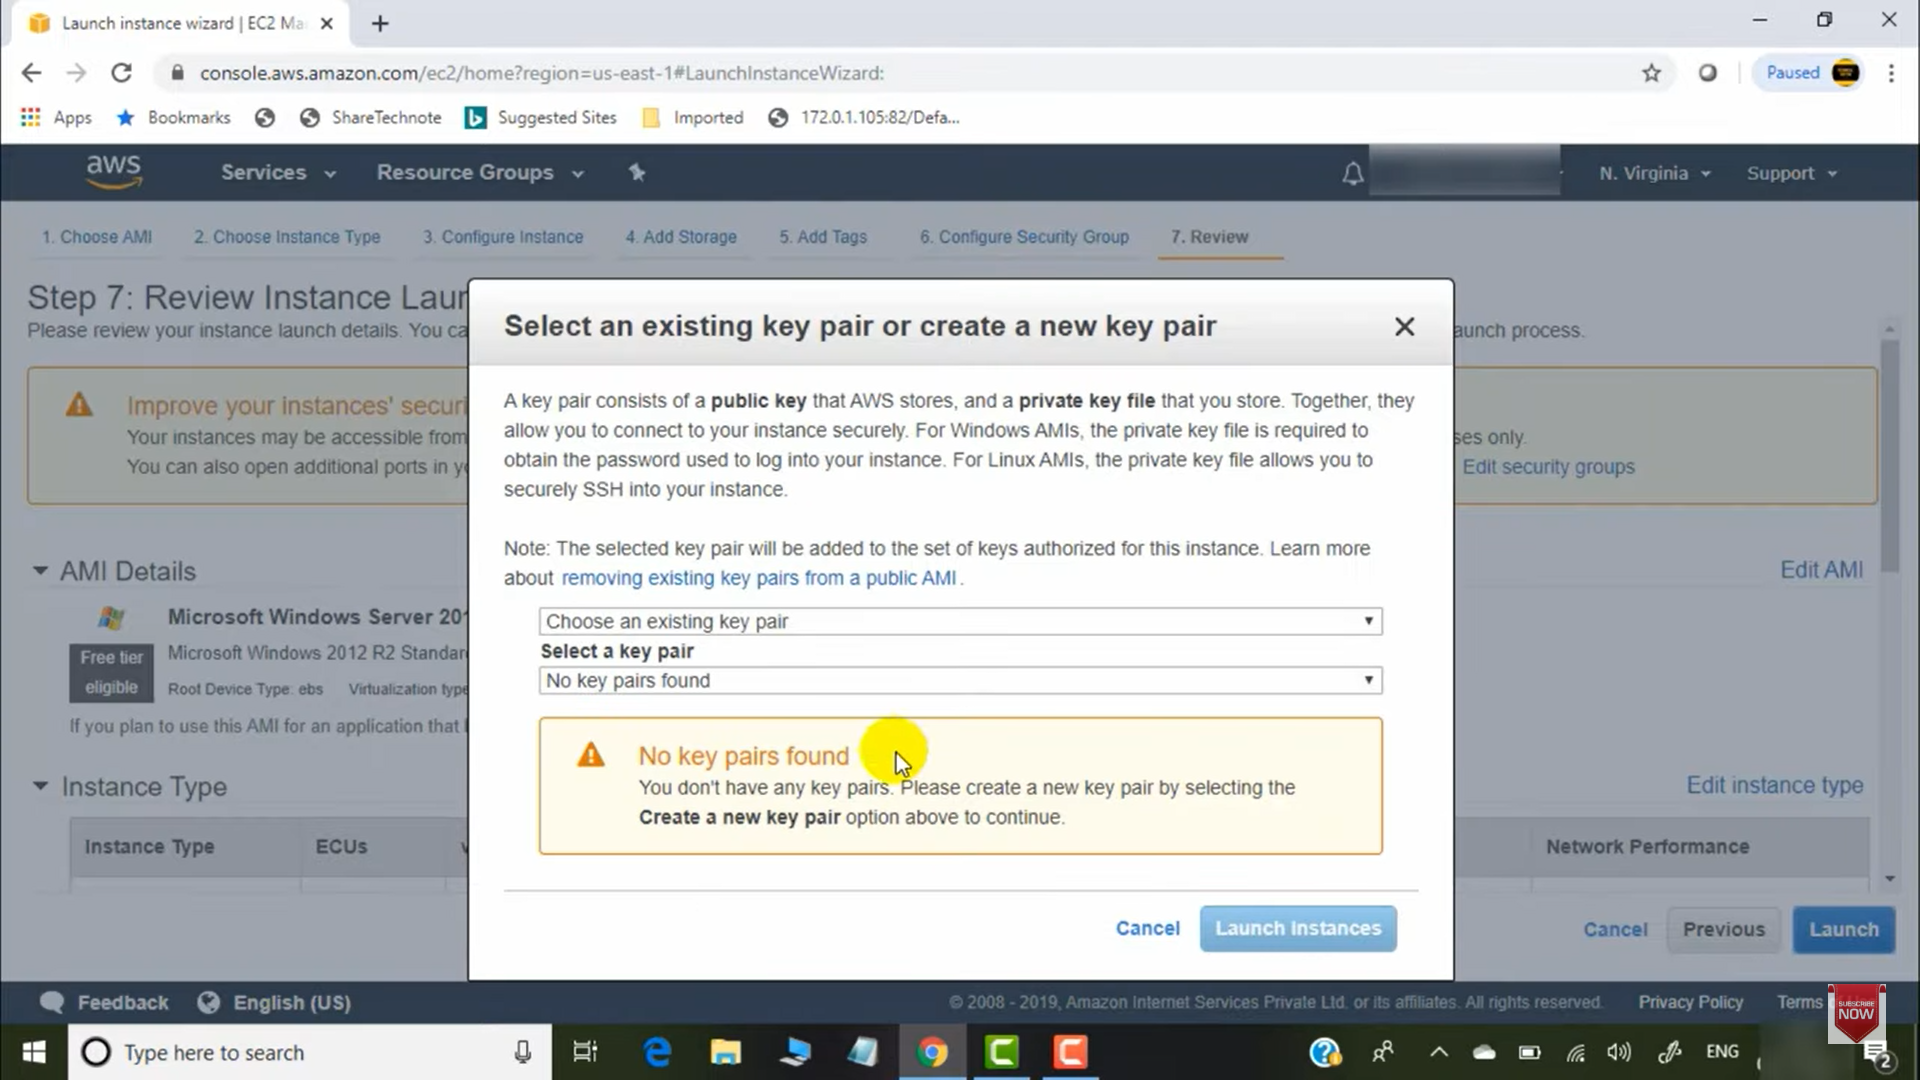 Launch instance wizard | EC2 Ma
console.aws.amazon.com/ec2/home?region=us-east-1#LaunchInstanceWizard:
Paused
Apps
Bookmarks
ShareTechnote
Suggested Sites
Imported
172.0.1.105:82/Defa...
aws
Services
Resource Groups
N. Virginia
Support
1. Choose AMI
2. Choose Instance Type
3. Configure Instance
4. Add Storage
5. Add Tags
6. Configure Security Group
7. Review
Step 7: Review Instance Laun
Please review your instance launch details. You ca
aunch process.
Improve your instances' securi
Your instances may be accessible from
You can also open additional ports in yo
ses only.
Edit security groups
AMI Details
Edit AMI
Microsoft Windows Server 201
Free tier
eligible
Microsoft Windows 2012 R2 Standar
Root Device Type: ebs Virtualization type
If you plan to use this AMI for an application that
Instance Type
Edit instance type
Instance Type
ECUs
Network Performance
Select an existing key pair or create a new key pair
A key pair consists of a public key that AWS stores, and a private key file that you store. Together, they
allow you to connect to your instance securely. For Windows AMIs, the private key file is required to
obtain the password used to log into your instance. For Linux AMIs, the private key file allows you to
securely SSH into your instance.
Note: The selected key pair will be added to the set of keys authorized for this instance. Learn more
about removing existing key pairs from a public AMI.
Choose an existing key pair
Select a key pair
No key pairs found
No key pairs found
You don't have any key pairs. Please create a new key pair by selecting the
Create a new key pair option above to continue.
Cancel
Launch Instances
Cancel
Previous
Launch
Feedback
English (US)
© 2008 - 2019, Amazon Internet Services Private Ltd. or its affiliates. All rights reserved.
Privacy Policy
Terms
SUBSCRIBE
NOW
Type here to search
ENG
2